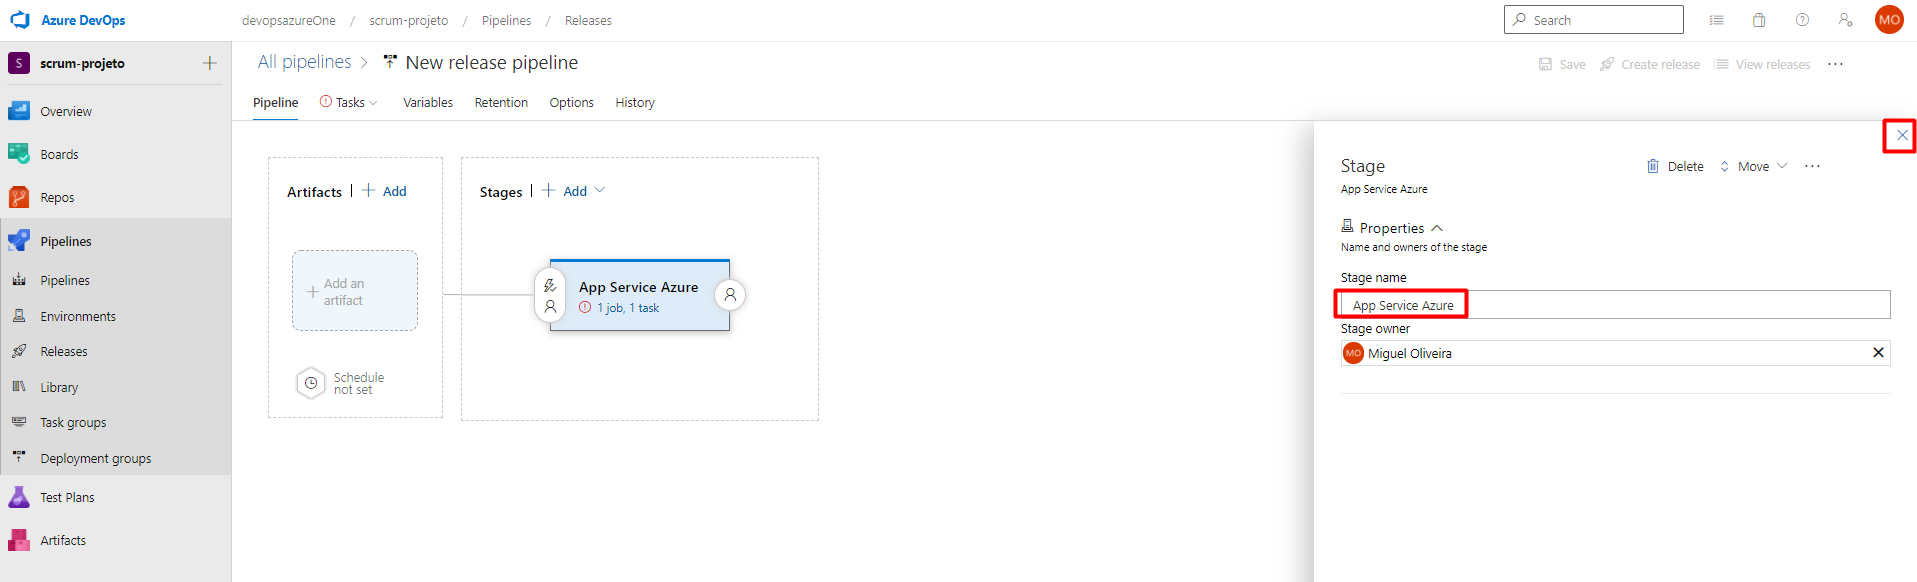 Azure DevOps
devopsazureOne / scrum-projeto / Pipelines / Releases
Search
MO
S scrum-projeto
Overview
Boards
Repos
Pipelines
Pipelines
Environments
Releases
Library
Task groups
Deployment groups
Test Plans
Artifacts
All pipelines > New release pipeline
Save Create release View releases ...
Pipeline Tasks Variables Retention Options History
Artifacts | + Add
+ Add an
artifact
Schedule
not set
Stages | + Add
App Service Azure
1 job, 1 task
Stage
App Service Azure
Delete Move ...
Properties
Name and owners of the stage
Stage name
App Service Azure
Stage owner
MO Miguel Oliveira